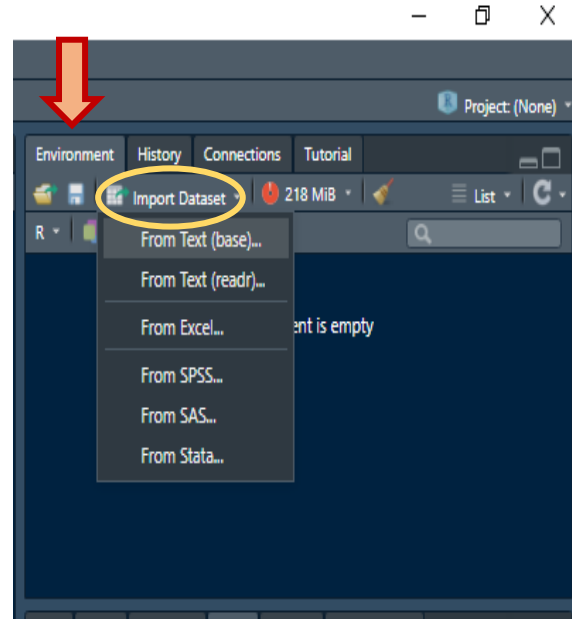 Project: (None)
Environment History Connections Tutorial
Import Dataset 218 MiB List
R
From Text (base)...
From Text (readr)...
From Excel... ent is empty
From SPSS...
From SAS...
From Stata...